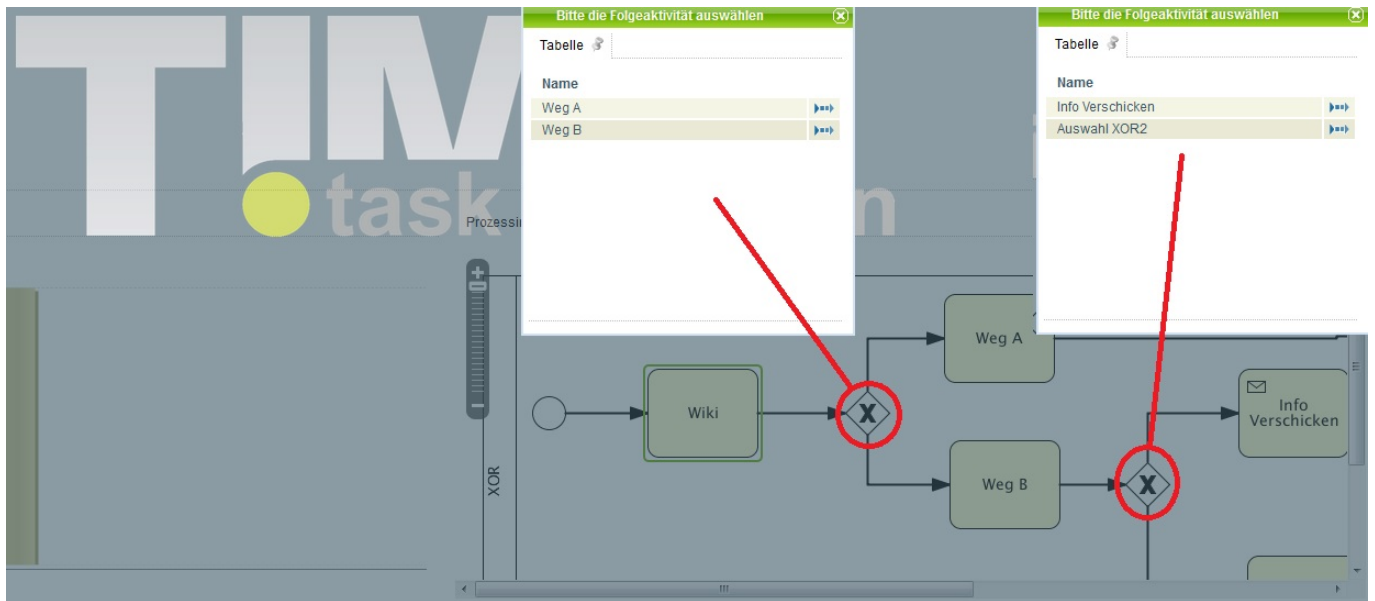 Bitte die Folgeaktivität auswählen
Tabelle
Name
Weg A
Weg B
Bitte die Folgeaktivität auswählen
Tabelle
Name
Info Verschicken
Auswahl XOR2
TIM
task
n
XOR
Wiki
X
Weg A
Weg B
X
Info
Verschicken